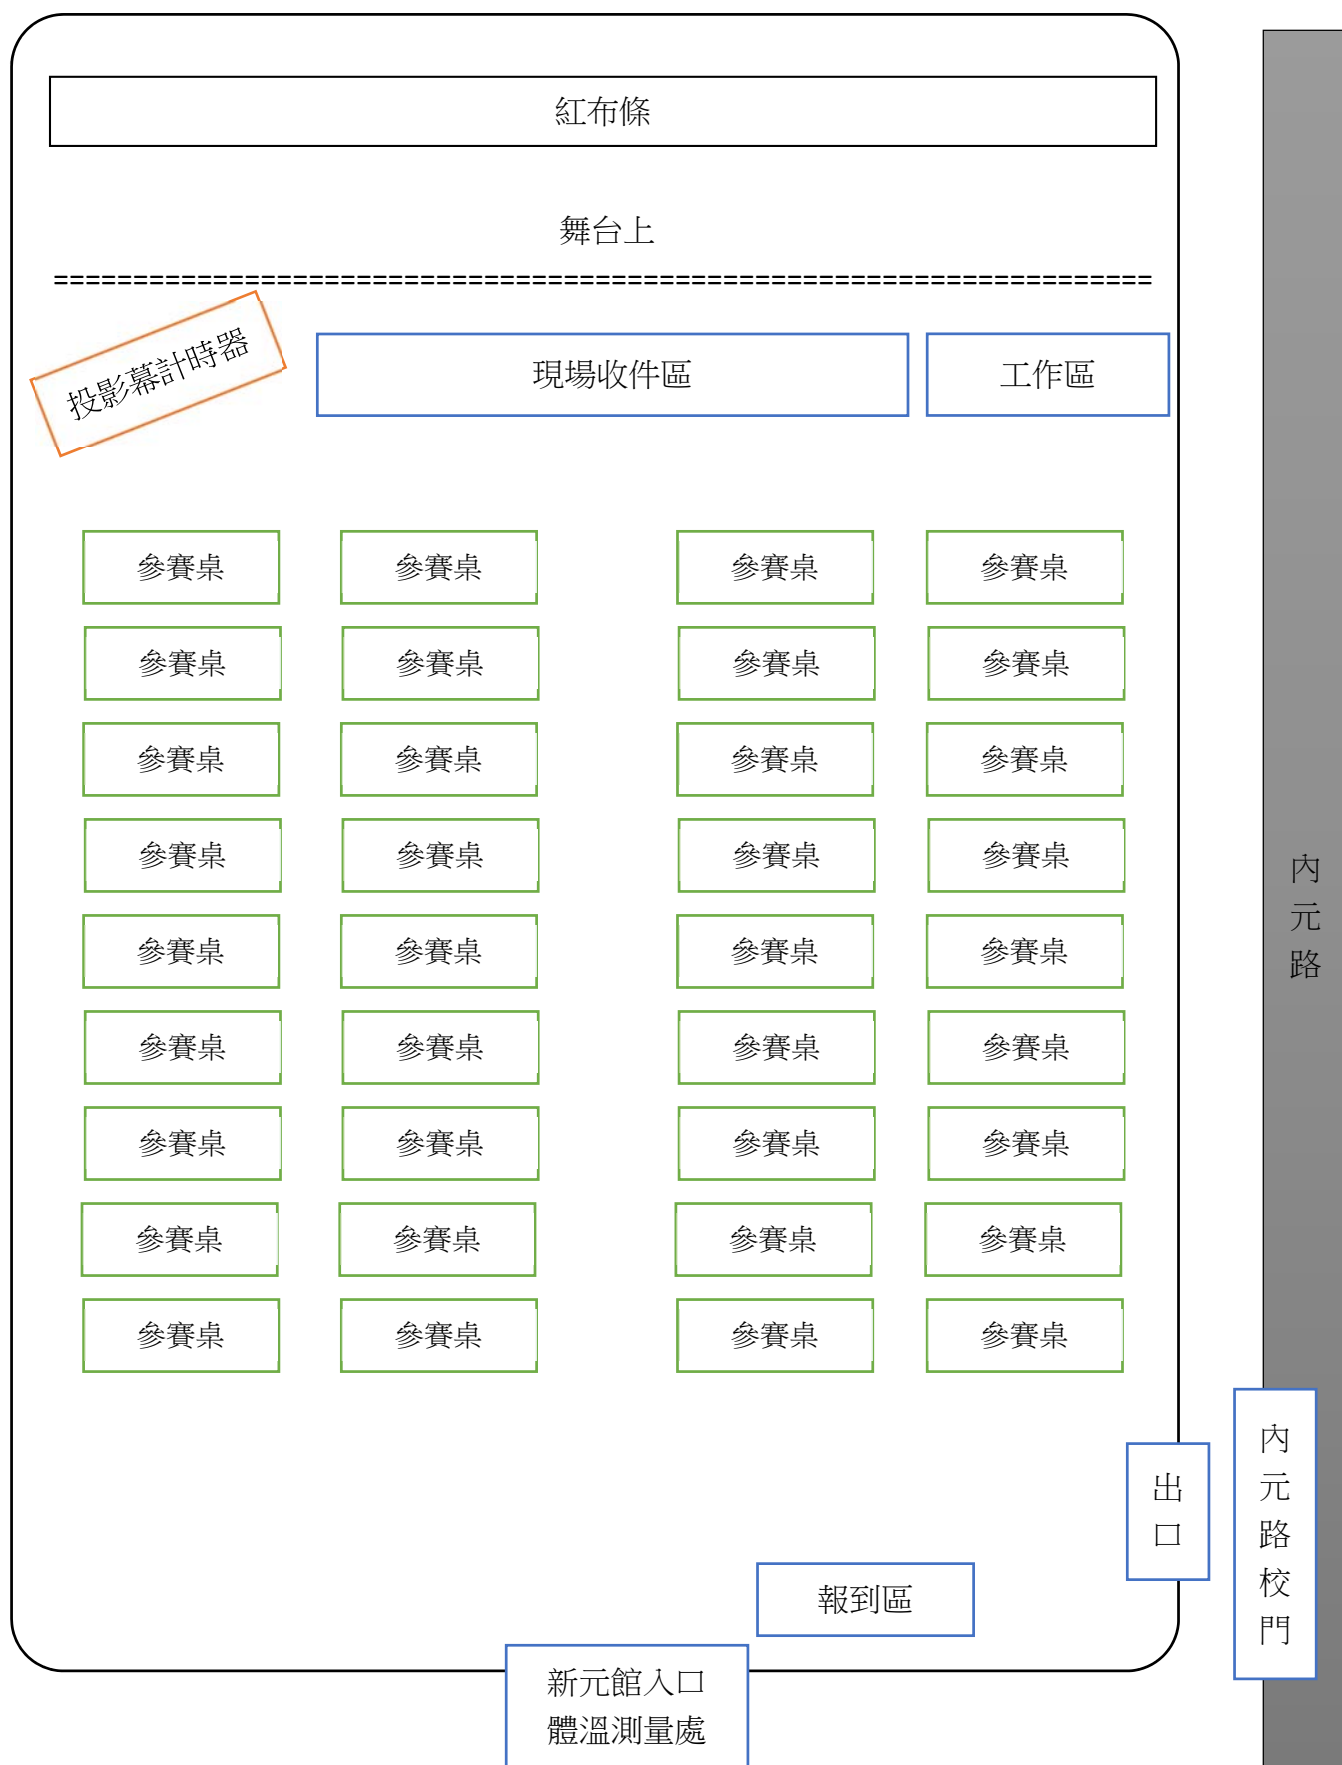 紅布條
舞台上
=====================================================================
投影幕計時器
現場收件區
工作區
參賽桌 參賽桌 參賽桌 參賽桌
參賽桌 參賽桌 參賽桌 參賽桌
參賽桌 參賽桌 參賽桌 參賽桌
參賽桌 參賽桌 參賽桌 參賽桌
參賽桌 參賽桌 參賽桌 參賽桌
參賽桌 參賽桌 參賽桌 參賽桌
參賽桌 參賽桌 參賽桌 參賽桌
參賽桌 參賽桌 參賽桌 參賽桌
參賽桌 參賽桌 參賽桌 參賽桌
內元路
出口
內元路校門
報到區
新元館入口
體溫測量處